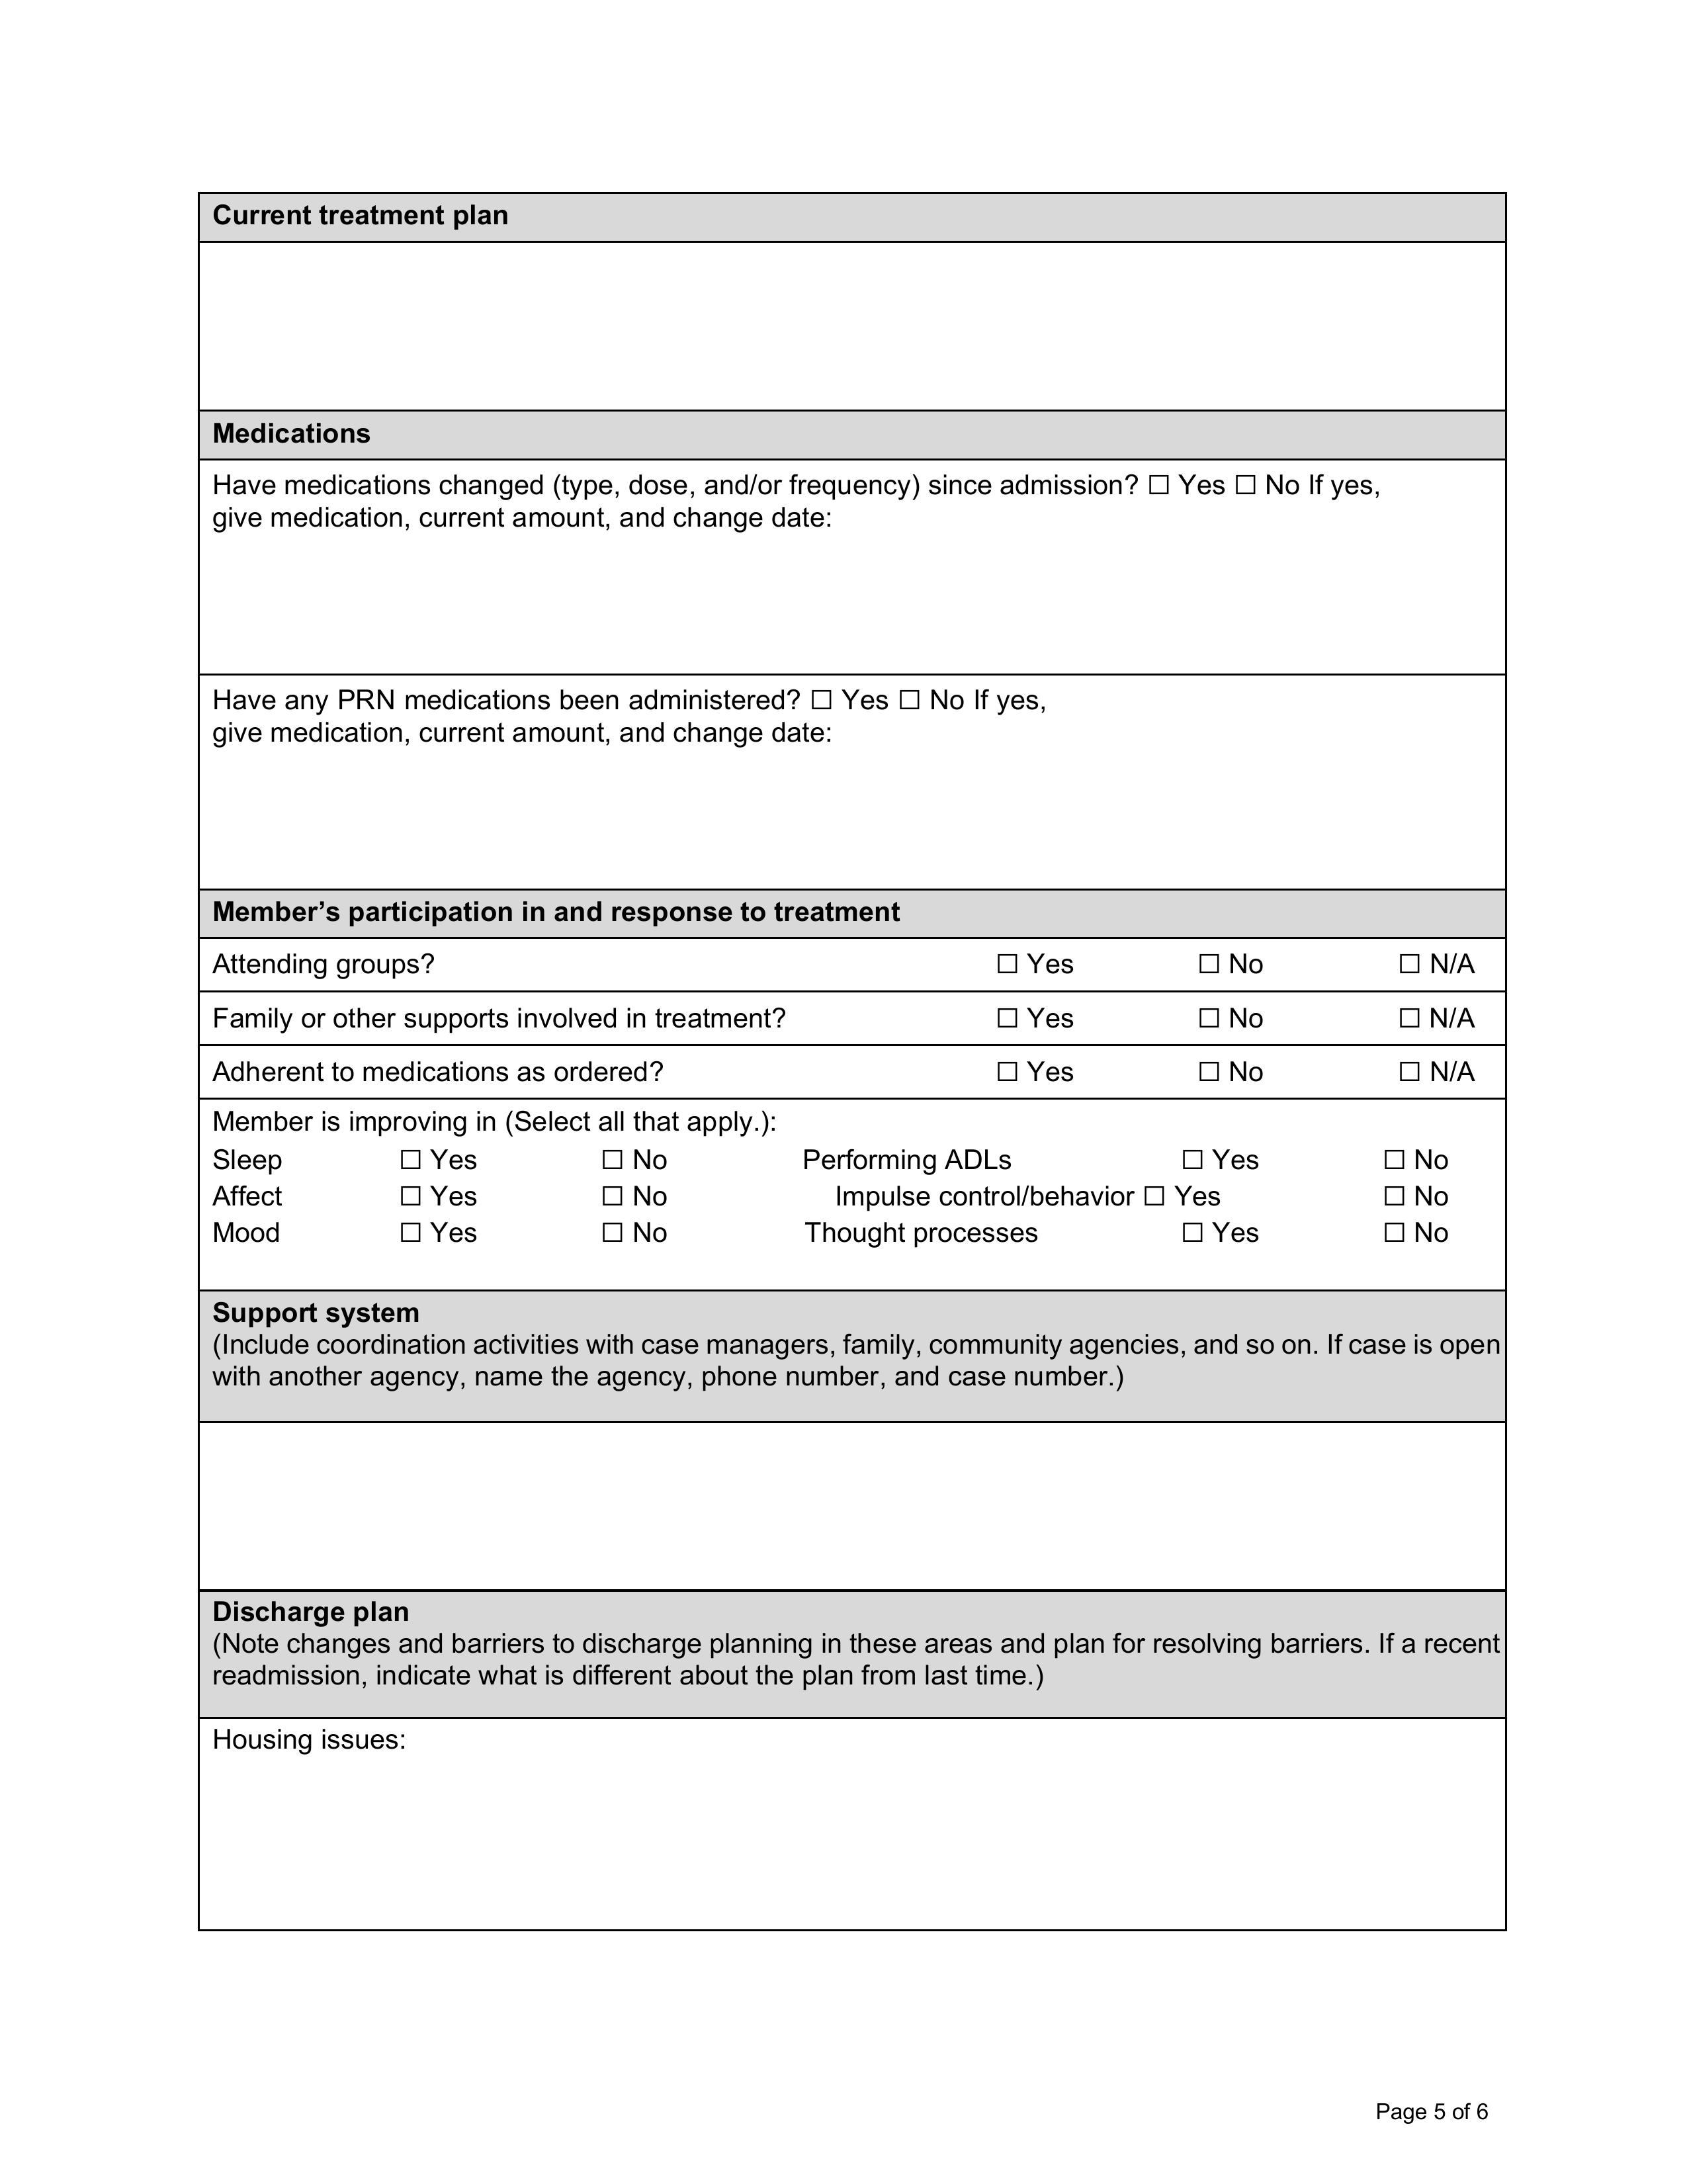 Current treatment plan
Medications
Have medications changed (type, dose, and/or frequency) since admission? ☐ Yes ☐ No If yes,
give medication, current amount, and change date:
Have any PRN medications been administered? ☐ Yes ☐ No If yes,
give medication, current amount, and change date:
Member’s participation in and response to treatment
Attending groups? ☐ Yes ☐ No ☐ N/A
Family or other supports involved in treatment? ☐ Yes ☐ No ☐ N/A
Adherent to medications as ordered? ☐ Yes ☐ No ☐ N/A
Member is improving in (Select all that apply.):
Sleep ☐ Yes ☐ No Performing ADLs ☐ Yes ☐ No
Affect ☐ Yes ☐ No Impulse control/behavior ☐ Yes ☐ No
Mood ☐ Yes ☐ No Thought processes ☐ Yes ☐ No
Support system
(Include coordination activities with case managers, family, community agencies, and so on. If case is open
with another agency, name the agency, phone number, and case number.)
Discharge plan
(Note changes and barriers to discharge planning in these areas and plan for resolving barriers. If a recent
readmission, indicate what is different about the plan from last time.)
Housing issues:
Page 5 of 6